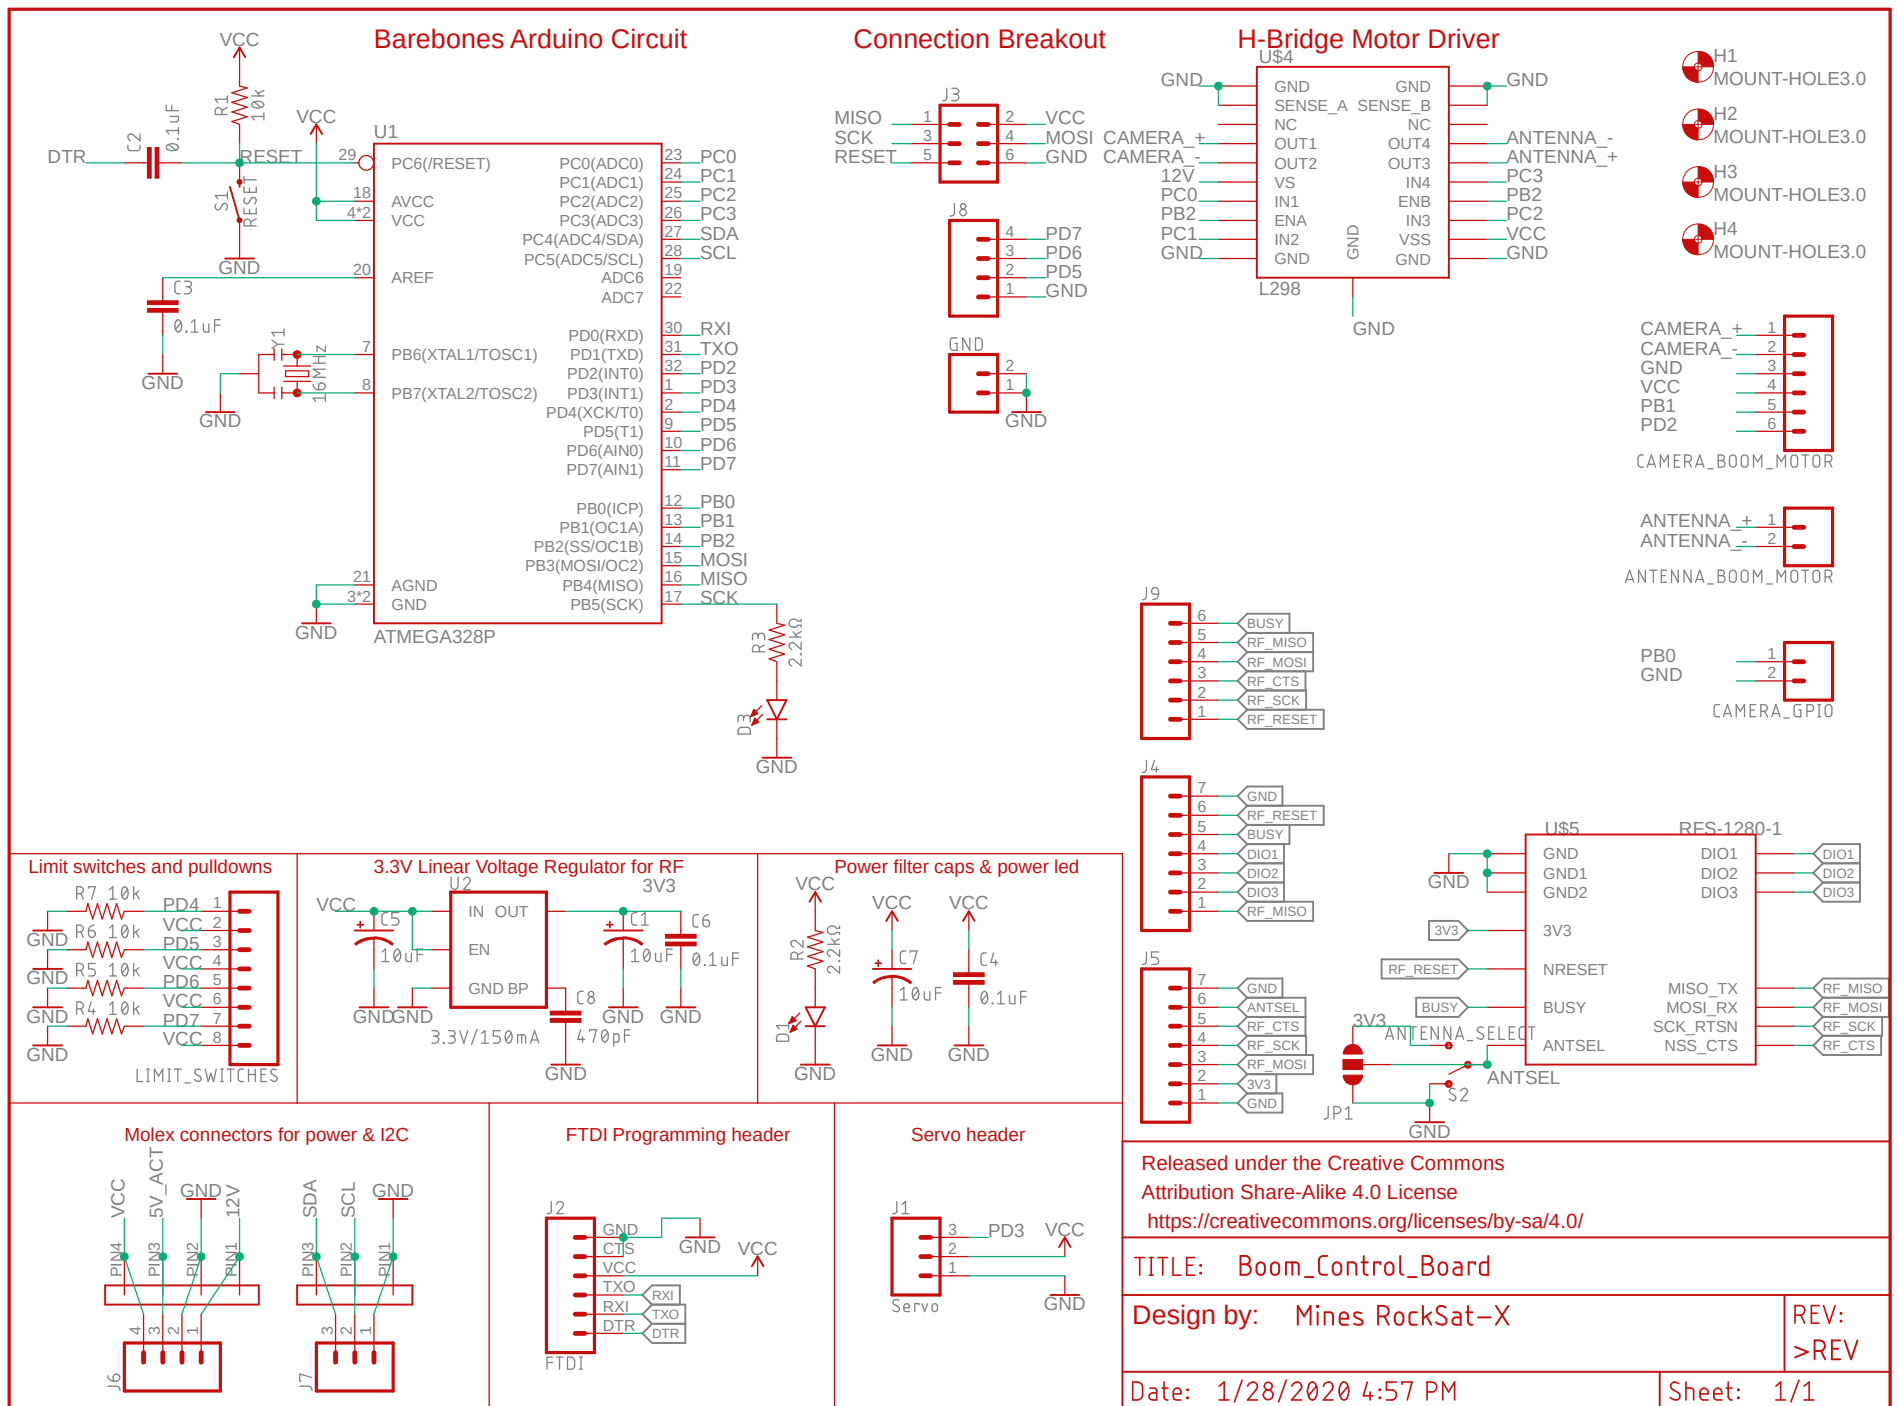 Barebones Arduino Circuit
Connection Breakout
H-Bridge Motor Driver
VCC
R1
10k
C2
0.1uF
DTR
RESET
S1
RESET
GND
VCC
C3
0.1uF
GND
Y1
16MHz
GND
GND
U1
29 PC6(/RESET)
18 AVCC
4*2 VCC
20 AREF
7 PB6(XTAL1/TOSC1)
8 PB7(XTAL2/TOSC2)
21 AGND
3*2 GND
PC0(ADC0) 23 PC0
PC1(ADC1) 24 PC1
PC2(ADC2) 25 PC2
PC3(ADC3) 26 PC3
PC4(ADC4/SDA) 27 SDA
PC5(ADC5/SCL) 28 SCL
ADC6 19
ADC7 22
PD0(RXD) 30 RXI
PD1(TXD) 31 TXO
PD2(INT0) 32 PD2
PD3(INT1) 1 PD3
PD4(XCK/T0) 2 PD4
PD5(T1) 9 PD5
PD6(AIN0) 10 PD6
PD7(AIN1) 11 PD7
PB0(ICP) 12 PB0
PB1(OC1A) 13 PB1
PB2(SS/OC1B) 14 PB2
PB3(MOSI/OC2) 15 MOSI
PB4(MISO) 16 MISO
PB5(SCK) 17 SCK
ATMEGA328P
R3
2.2kΩ
D3
GND
J3
MISO 1 2 VCC
SCK 3 4 MOSI
RESET 5 6 GND
J8
4 PD7
3 PD6
2 PD5
1 GND
GND
2
1
GND
U$4
GND GND GND GND
SENSE_A SENSE_B
NC NC
CAMERA_+ OUT1 OUT4 ANTENNA_-
CAMERA_- OUT2 OUT3 ANTENNA_+
12V VS IN4 PC3
PC0 IN1 ENB PB2
PB2 ENA IN3 PC2
PC1 IN2 VSS VCC
GND GND GND GND
GND
L298
GND
H1
MOUNT-HOLE3.0
H2
MOUNT-HOLE3.0
H3
MOUNT-HOLE3.0
H4
MOUNT-HOLE3.0
CAMERA_+ 1
CAMERA_- 2
GND 3
VCC 4
PB1 5
PD2 6
CAMERA_BOOM_MOTOR
ANTENNA_+ 1
ANTENNA_- 2
ANTENNA_BOOM_MOTOR
PB0 1
GND 2
CAMERA_GPIO
J9
6 BUSY
5 RF_MISO
4 RF_MOSI
3 RF_CTS
2 RF_SCK
1 RF_RESET
J4
7 GND
6 RF_RESET
5 BUSY
4 DIO1
3 DIO2
2 DIO3
1 RF_MISO
J5
7 GND
6 ANTSEL
5 RF_CTS
4 RF_SCK
3 RF_MOSI
2 3V3
1 GND
U$5 RFS-1280-1
GND DIO1 DIO1
GND GND1 DIO2 DIO2
GND2 DIO3 DIO3
3V3 3V3
RF_RESET NRESET
MISO_TX RF_MISO
BUSY BUSY MOSI_RX RF_MOSI
SCK_RTSN RF_SCK
ANTSEL NSS_CTS RF_CTS
3V3 ANTENNA_SELECT
ANTSEL
S2
JP1
GND
Limit switches and pulldowns
R7 10k PD4 1
GND VCC 2
R6 10k PD5 3
GND VCC 4
R5 10k PD6 5
GND VCC 6
R4 10k PD7 7
GND VCC 8
LIMIT_SWITCHES
3.3V Linear Voltage Regulator for RF
U2
3V3
VCC
C5
10uF
IN OUT
EN
GND BP
C1
10uF
C6
0.1uF
GND
GND
GND
GND
3.3V/150mA
C8
470pF
GND
Power filter caps & power led
VCC
R2
2.2kΩ
D1
GND
VCC
C7
10uF
GND
VCC
C4
0.1uF
GND
Molex connectors for power & I2C
VCC
5V_ACT
GND
12V
PIN4
PIN3
PIN2
PIN1
4
3
2
1
J6
SDA
SCL
GND
PIN3
PIN2
PIN1
3
2
1
J7
FTDI Programming header
J2
GND
CTS
VCC
TXO RXI
RXI TXO
DTR DTR
GND
VCC
FTDI
Servo header
J1
3 PD3
2
1
VCC
GND
Servo
Released under the Creative Commons
Attribution Share-Alike 4.0 License
https://creativecommons.org/licenses/by-sa/4.0/
TITLE: Boom_Control_Board
Design by: Mines RockSat-X
REV:
>REV
Date: 1/28/2020 4:57 PM
Sheet: 1/1